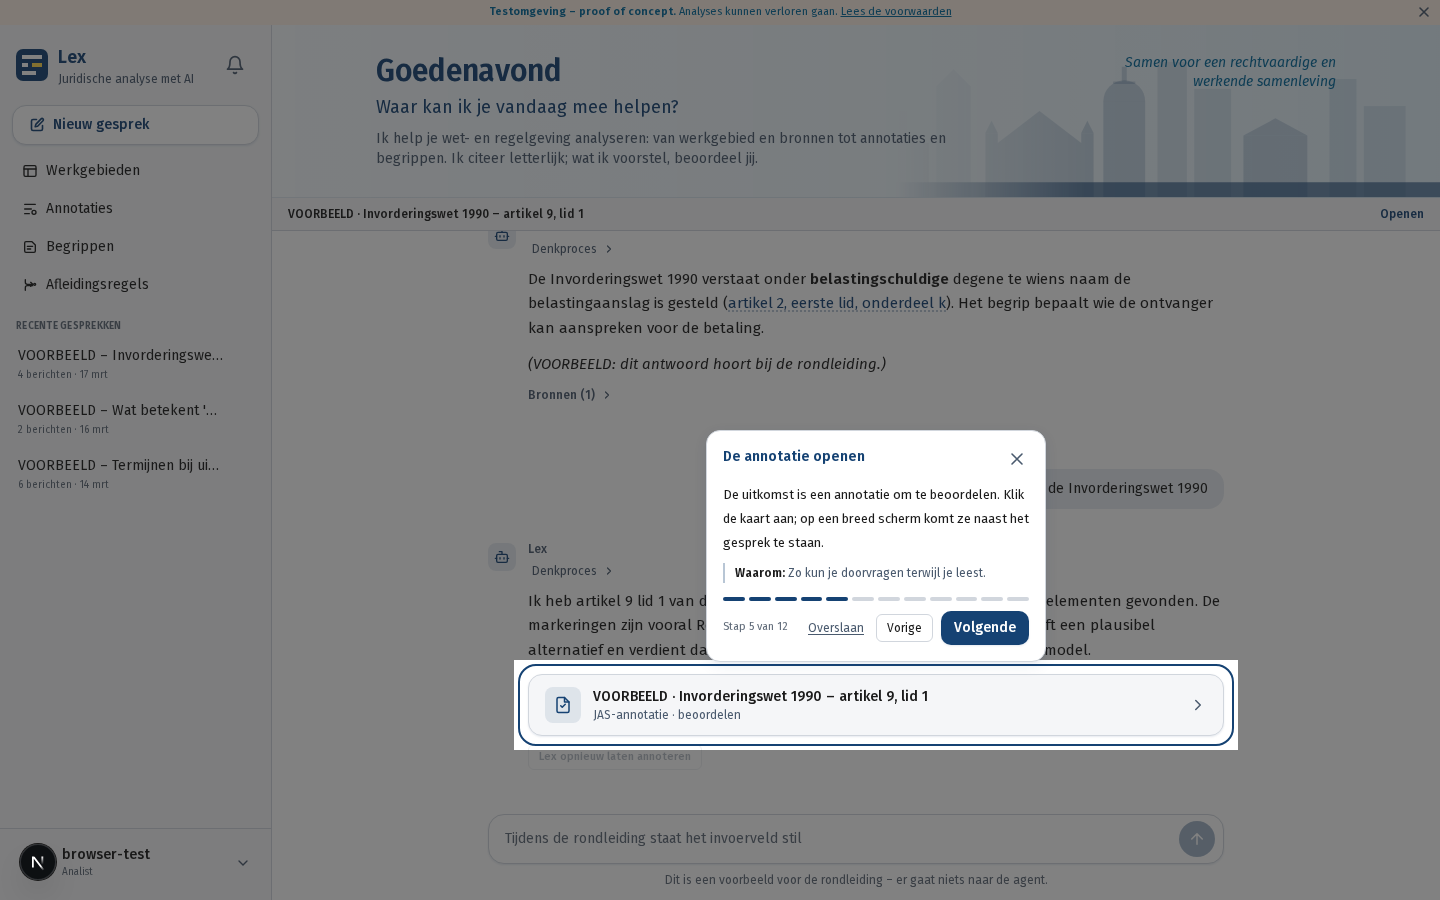 Testomgeving – proof of concept. Analyses kunnen verloren gaan. Lees de voorwaarden
Lex
Juridische analyse met AI
Nieuw gesprek
Werkgebieden
Annotaties
Begrippen
Afleidingsregels
RECENTE GESPREKKEN
VOORBEELD – Invorderingswe...
4 berichten · 17 mrt
VOORBEELD – Wat betekent '...
2 berichten · 16 mrt
VOORBEELD – Termijnen bij ui...
6 berichten · 14 mrt
browser-test
Analist
Goedenavond
Waar kan ik je vandaag mee helpen?
Ik help je wet- en regelgeving analyseren: van werkgebied en bronnen tot annotaties en
begrippen. Ik citeer letterlijk; wat ik voorstel, beoordeel jij.
Samen voor een rechtvaardige en
werkende samenleving
VOORBEELD · Invorderingswet 1990 – artikel 9, lid 1
Openen
Denkproces
De Invorderingswet 1990 verstaat onder belastingschuldige degene te wiens naam de
belastingaanslag is gesteld (artikel 2, eerste lid, onderdeel k). Het begrip bepaalt wie de ontvanger
kan aanspreken voor de betaling.
(VOORBEELD: dit antwoord hoort bij de rondleiding.)
Bronnen (1)
de Invorderingswet 1990
De annotatie openen
De uitkomst is een annotatie om te beoordelen. Klik
de kaart aan; op een breed scherm komt ze naast het
gesprek te staan.
Waarom: Zo kun je doorvragen terwijl je leest.
Stap 5 van 12
Overslaan
Vorige
Volgende
Lex
Denkproces
Ik heb artikel 9 lid 1 van d elementen gevonden. De
markeringen zijn vooral R ft een plausibel
alternatief en verdient da model.
VOORBEELD · Invorderingswet 1990 – artikel 9, lid 1
JAS-annotatie · beoordelen
Lex opnieuw laten annoteren
Tijdens de rondleiding staat het invoerveld stil
Dit is een voorbeeld voor de rondleiding – er gaat niets naar de agent.